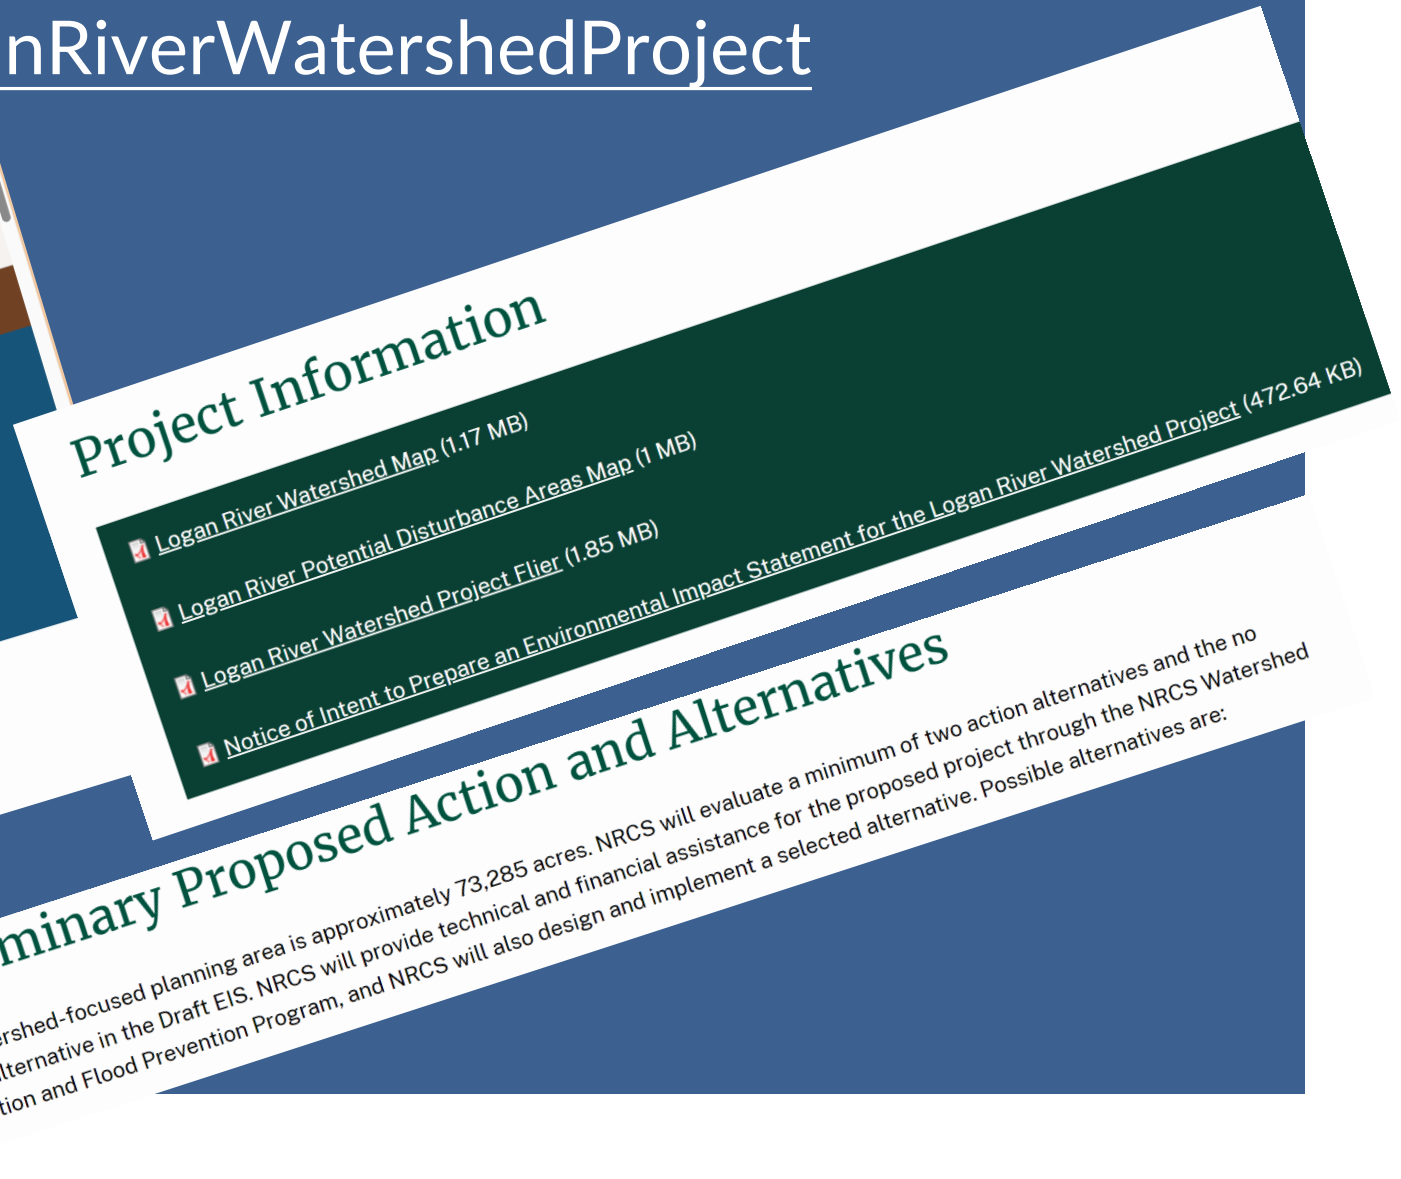 nRiverWatershedProject
Project Information
Logan River Watershed Map (1.17 MB)
Logan River Potential Disturbance Areas Map (1 MB)
Logan River Watershed Project Flier (1.85 MB)
Notice of Intent to Prepare an Environmental Impact Statement for the Logan River Watershed Project (472.64 KB)
minary Proposed Action and Alternatives
ershed-focused planning area is approximately 73,285 acres. NRCS will evaluate a minimum of two action alternatives and the no
lternative in the Draft EIS. NRCS will provide technical and financial assistance for the proposed project through the NRCS Watershed
tion and Flood Prevention Program, and NRCS will also design and implement a selected alternative. Possible alternatives are: